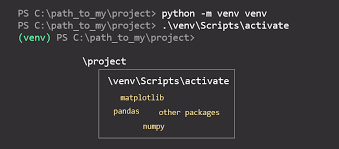 PS C:\path_to_my\project> python -m venv venv
PS C:\path_to_my\project> .\venv\Scripts\activate
(venv) PS C:\path_to_my\project>
\project
\venv\Scripts\activate
matplotlib
pandas other packages
numpy